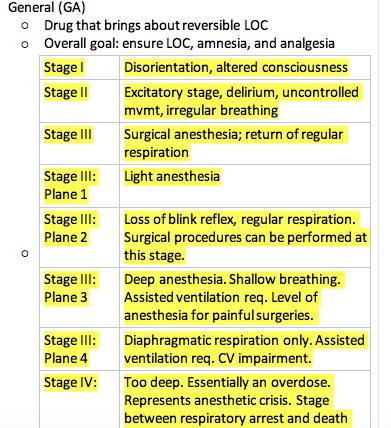 General (GA)
o Drug that brings about reversible LOC
o Overall goal: ensure LOC, amnesia, and analgesia
Stage I Disorientation, altered consciousness
Stage II Excitatory stage, delirium, uncontrolled
mvmt, irregular breathing
Stage III Surgical anesthesia; return of regular
respiration
Stage III: Light anesthesia
Plane 1
Stage III: Loss of blink reflex, regular respiration.
Plane 2 Surgical procedures can be performed at
this stage.
Stage III: Deep anesthesia. Shallow breathing.
Plane 3 Assisted ventilation req. Level of
anesthesia for painful surgeries.
Stage III: Diaphragmatic respiration only. Assisted
Plane 4 ventilation req. CV impairment.
Stage IV: Too deep. Essentially an overdose.
Represents anesthetic crisis. Stage
between respiratory arrest and death